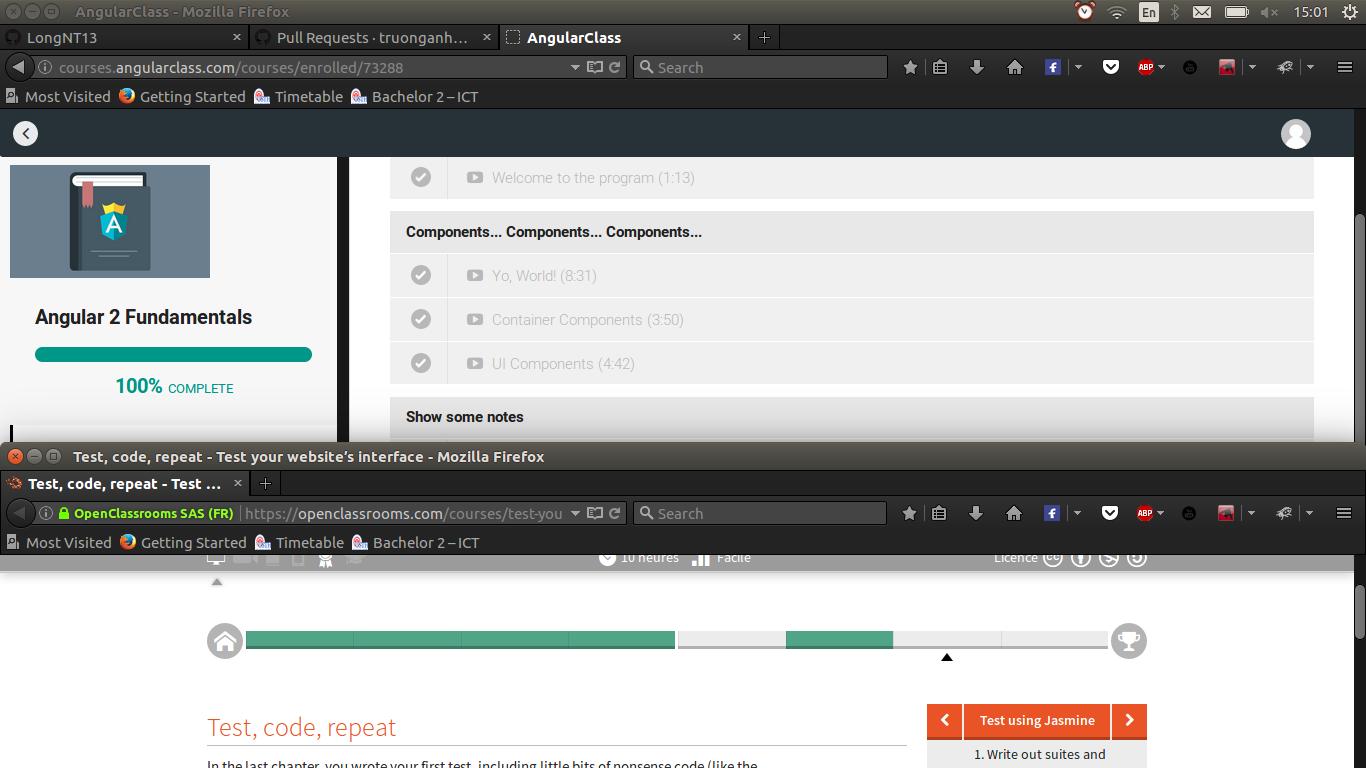 AngularClass - Mozilla Firefox
En
15:01
LongNT13
Pull Requests · truonganh...
AngularClass
courses.angularclass.com/courses/enrolled/73288
Search
f
ABP
Most Visited
Getting Started
Timetable
Bachelor 2 – ICT
Welcome to the program (1:13)
A
Components... Components... Components...
Yo, World! (8:31)
Angular 2 Fundamentals
Container Components (3:50)
UI Components (4:42)
100% COMPLETE
Show some notes
Test, code, repeat - Test your website’s interface - Mozilla Firefox
Test, code, repeat - Test ...
OpenClassrooms SAS (FR)
https://openclassrooms.com/courses/test-you
Search
f
ABP
Most Visited
Getting Started
Timetable
Bachelor 2 – ICT
10 heures
Facile
Licence
Test, code, repeat
Test using Jasmine
1. Write out suites and
In the last chapter, you wrote your first test, including little bits of nonsense code (like the